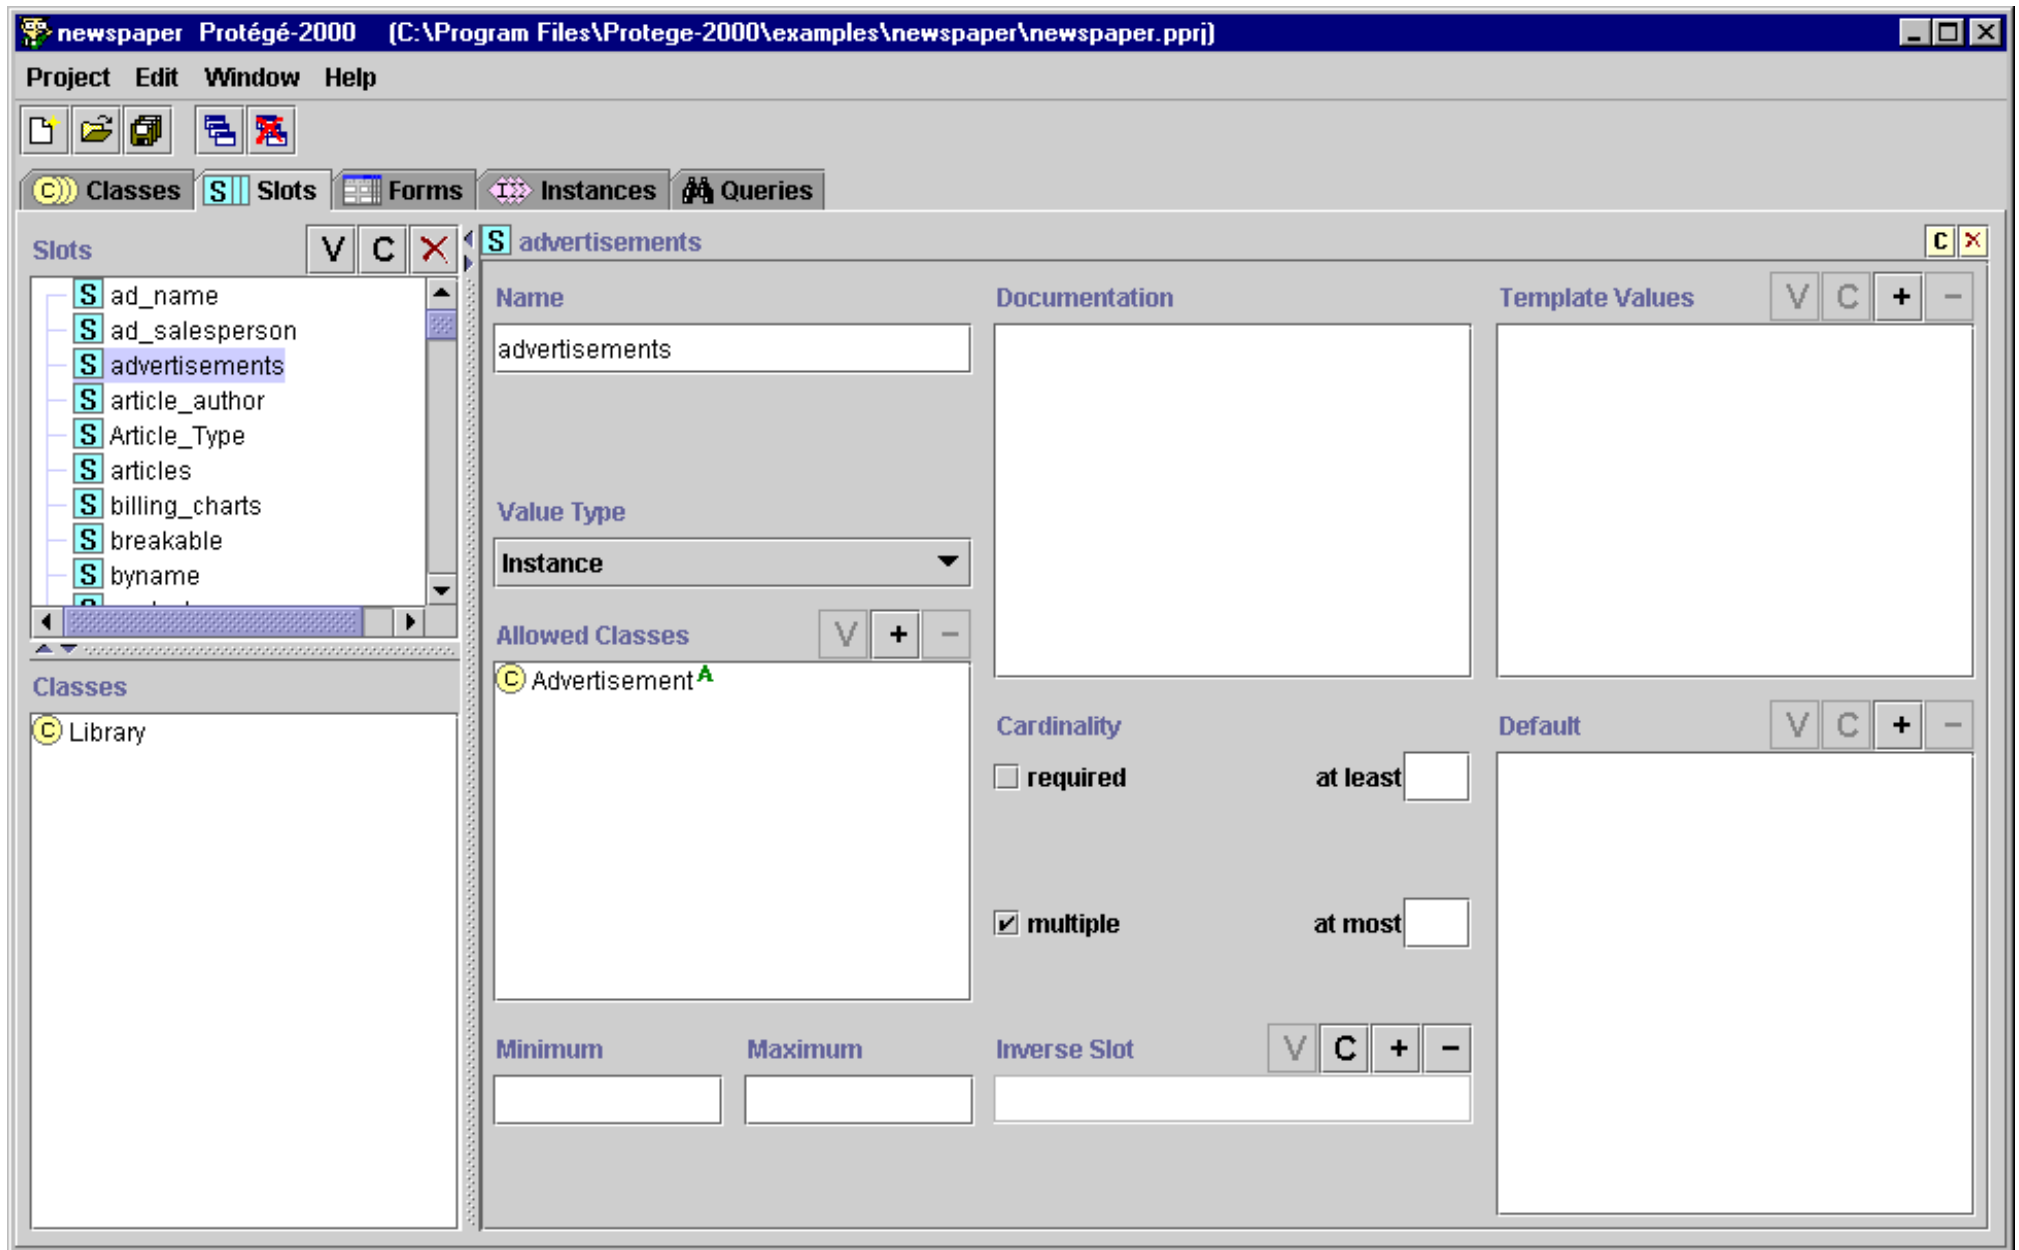 newspaper Protégé-2000 (C:\Program Files\Protege-2000\examples\newspaper\newspaper.pprj)
Project Edit Window Help
Classes Slots Forms Instances Queries
Slots V C
S ad_name
S ad_salesperson
S advertisements
S article_author
S Article_Type
S articles
S billing_charts
S breakable
S byname
Classes
C Library
S advertisements C
Name
advertisements
Value Type
Instance
Allowed Classes V + −
C Advertisement A
Minimum Maximum
Documentation
Cardinality
required at least
multiple at most
Inverse Slot V C + −
Template Values V C + −
Default V C + −